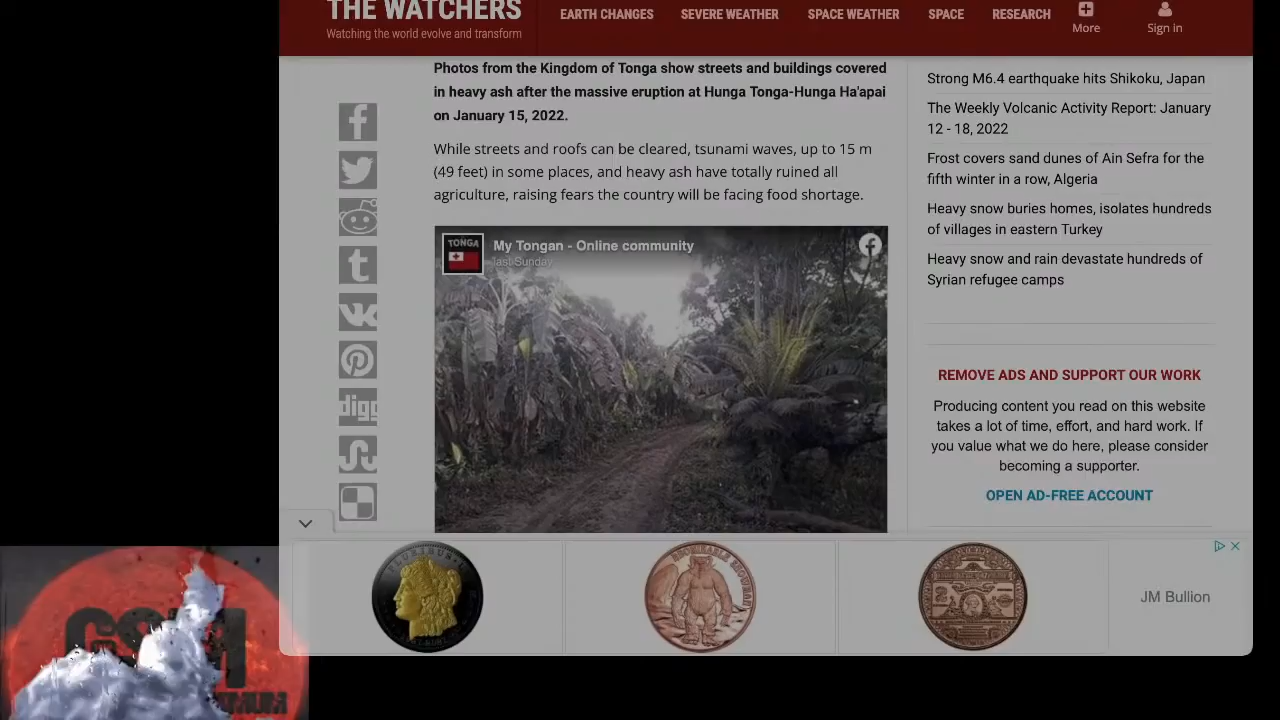 THE WATCHERS
Watching the world evolve and transform
EARTH CHANGES
SEVERE WEATHER
SPACE WEATHER
SPACE
RESEARCH
More
Sign in
Photos from the Kingdom of Tonga show streets and buildings covered
in heavy ash after the massive eruption at Hunga Tonga-Hunga Ha'apai
on January 15, 2022.
While streets and roofs can be cleared, tsunami waves, up to 15 m
(49 feet) in some places, and heavy ash have totally ruined all
agriculture, raising fears the country will be facing food shortage.
TONGA
My Tongan - Online community
last Sunday
digg
Strong M6.4 earthquake hits Shikoku, Japan
The Weekly Volcanic Activity Report: January
12 - 18, 2022
Frost covers sand dunes of Ain Sefra for the
fifth winter in a row, Algeria
Heavy snow buries homes, isolates hundreds
of villages in eastern Turkey
Heavy snow and rain devastate hundreds of
Syrian refugee camps
REMOVE ADS AND SUPPORT OUR WORK
Producing content you read on this website
takes a lot of time, effort, and hard work. If
you value what we do here, please consider
becoming a supporter.
OPEN AD-FREE ACCOUNT
JM Bullion